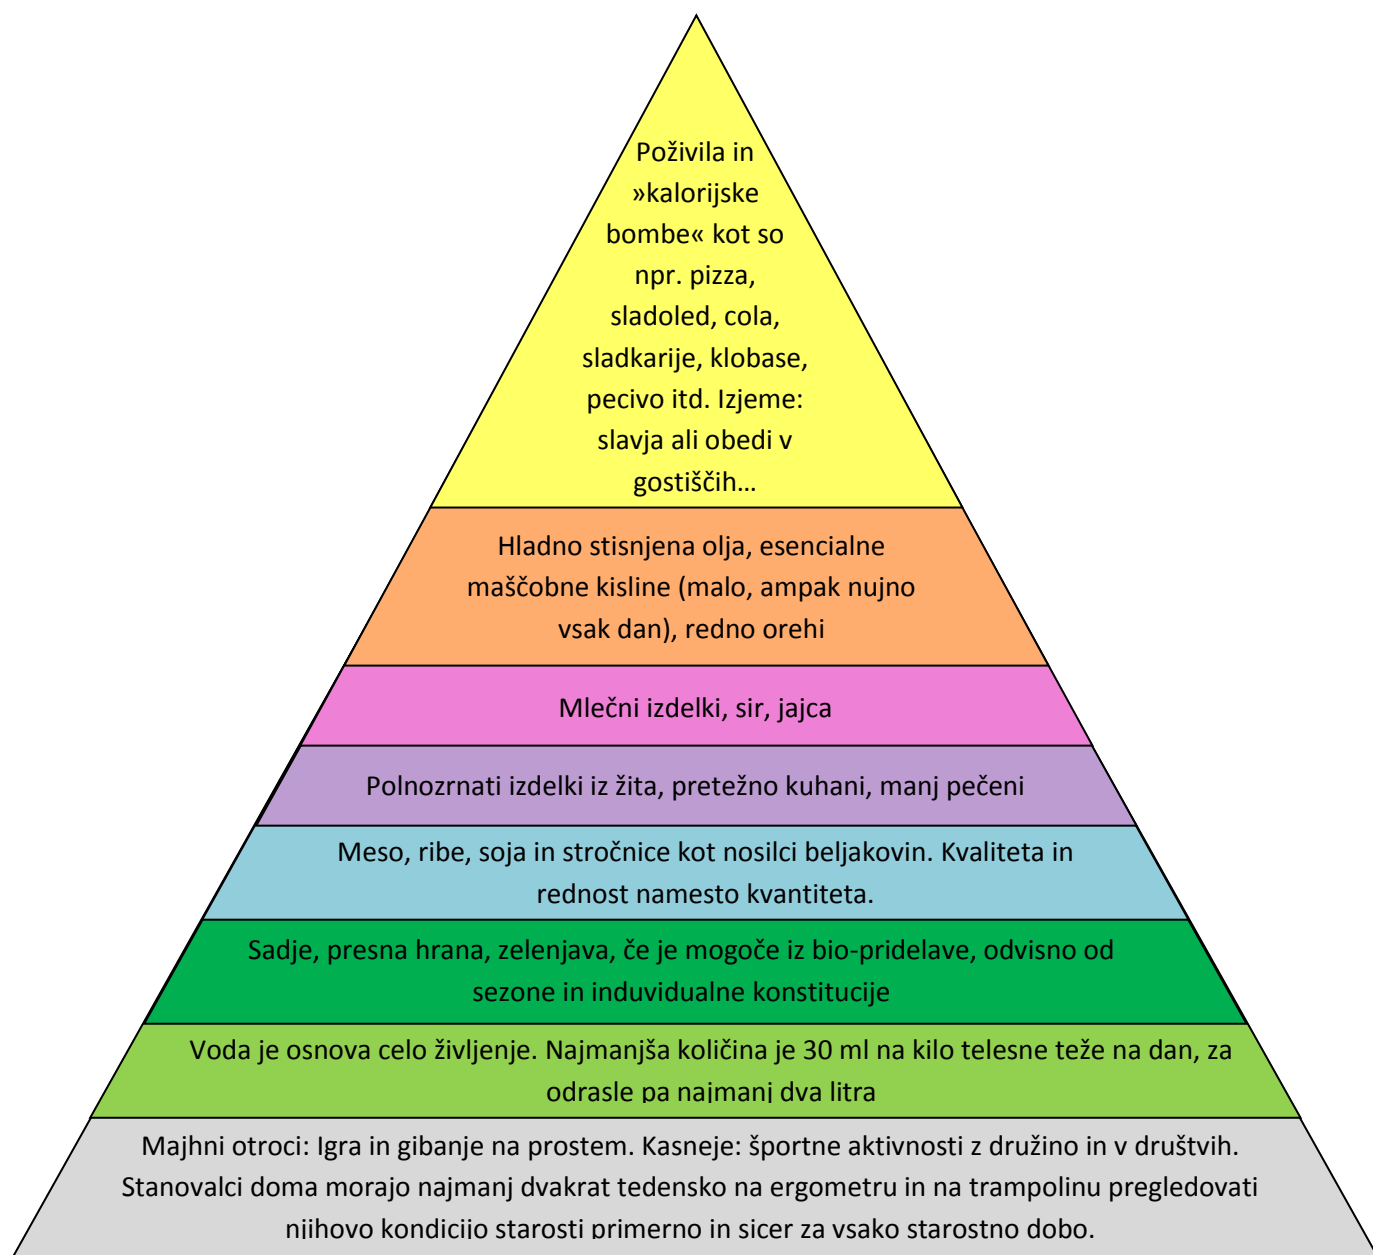 Poživila in
»kalorijske
bombe« kot so
npr. pizza,
sladoled, cola,
sladkarije, klobase,
pecivo itd. Izjeme:
slavja ali obedi v
gostiščih…
Hladno stisnjena olja, esencialne
maščobne kisline (malo, ampak nujno
vsak dan), redno orehi
Mlečni izdelki, sir, jajca
Polnozrnati izdelki iz žita, pretežno kuhani, manj pečeni
Meso, ribe, soja in stročnice kot nosilci beljakovin. Kvaliteta in
rednost namesto kvantiteta.
Sadje, presna hrana, zelenjava, če je mogoče iz bio-pridelave, odvisno od
sezone in induvidualne konstitucije
Voda je osnova celo življenje. Najmanjša količina je 30 ml na kilo telesne teže na dan, za
odrasle pa najmanj dva litra
Majhni otroci: Igra in gibanje na prostem. Kasneje: športne aktivnosti z družino in v društvih.
Stanovalci doma morajo najmanj dvakrat tedensko na ergometru in na trampolinu pregledovati
njihovo kondicijo starosti primerno in sicer za vsako starostno dobo.